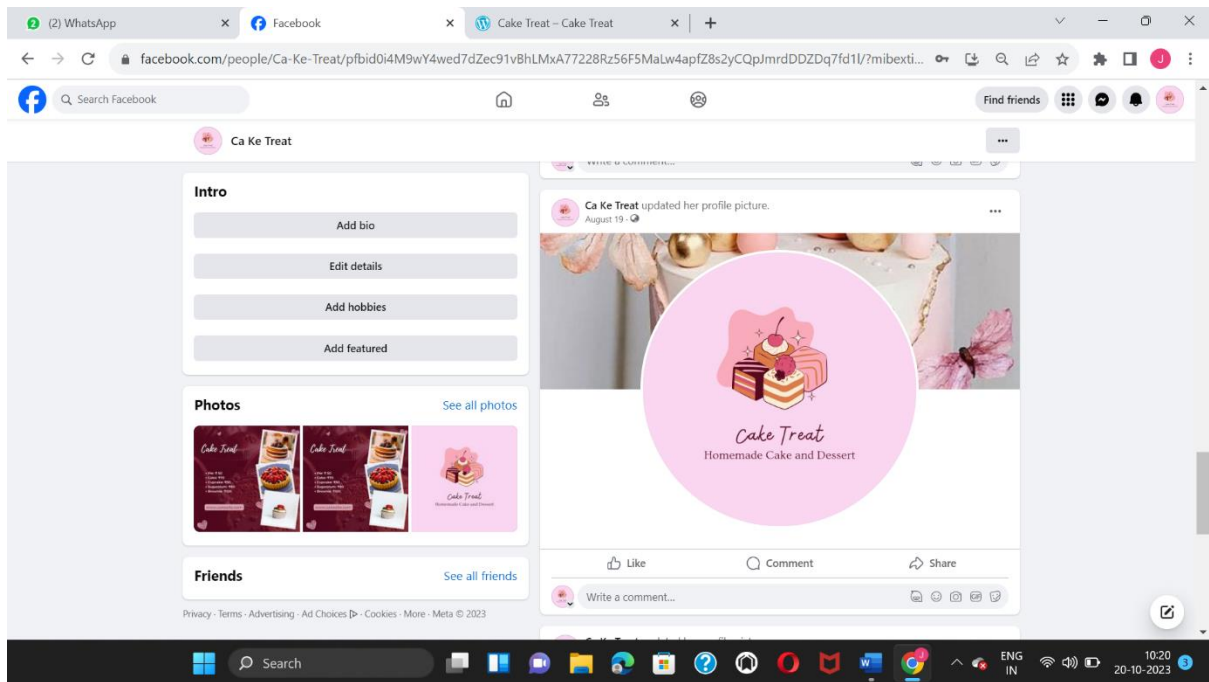 (2) WhatsApp
Facebook
Cake Treat – Cake Treat
facebook.com/people/Ca-Ke-Treat/pfbid0i4M9wY4wed7dZec91vBhLMxA77228Rz56F5MaLw4apfZ8s2yCQpJmrdDDZDq7fd1l/?mibexti...
J
Search Facebook
Find friends
Ca Ke Treat
Write a comment...
Intro
Add bio
Edit details
Add hobbies
Add featured
Photos
See all photos
Cake Treat
Cake Treat
Cake Treat
Homemade Cake and Dessert
Friends
See all friends
Privacy · Terms · Advertising · Ad Choices · Cookies · More · Meta © 2023
Ca Ke Treat updated her profile picture.
August 19
Cake Treat
Homemade Cake and Dessert
Like
Comment
Share
Write a comment...
Search
ENG
IN
10:20
20-10-2023
3